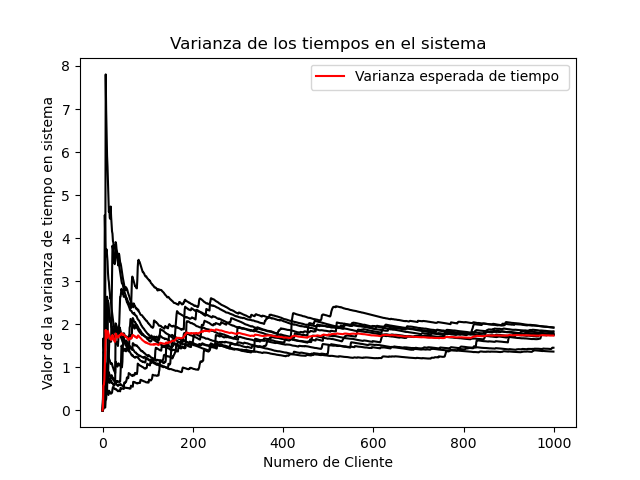 Varianza de los tiempos en el sistema
Varianza esperada de tiempo
Valor de la varianza de tiempo en sistema
8
7
6
5
4
3
2
1
0
0 200 400 600 800 1000
Numero de Cliente